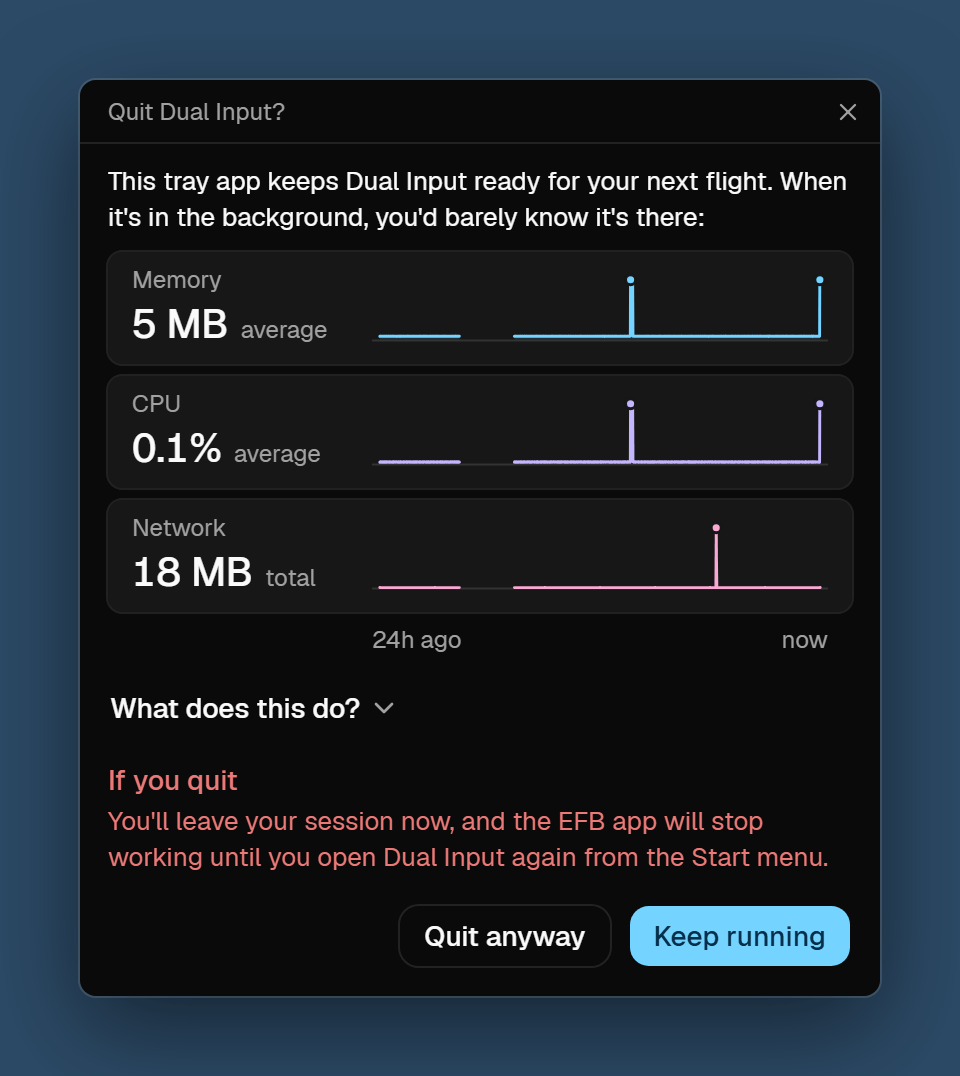 Quit Dual Input?
This tray app keeps Dual Input ready for your next flight. When
it's in the background, you'd barely know it's there:
Memory
5 MB average
CPU
0.1% average
Network
18 MB total
24h ago now
What does this do?
If you quit
You'll leave your session now, and the EFB app will stop
working until you open Dual Input again from the Start menu.
Quit anyway Keep running